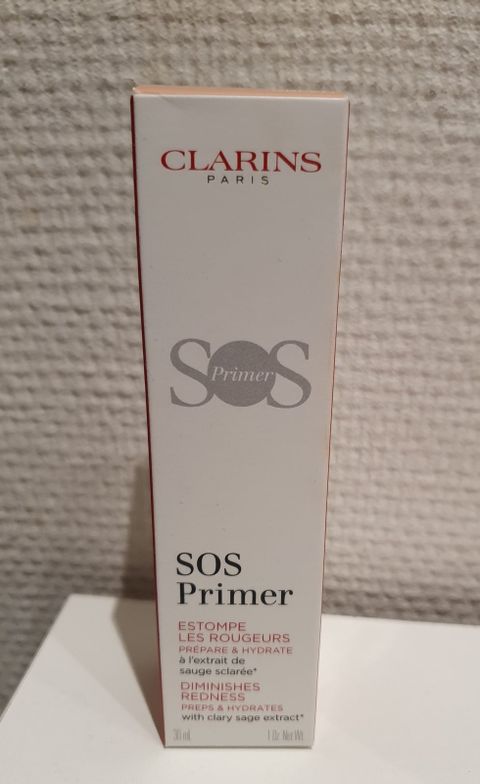 CLARINS
PARIS
SOS
Primer
SOS
Primer
ESTOMPE
LES ROUGEURS
PRÉPARE & HYDRATE
à l'extrait de
sauge sclarée*
DIMINISHES
REDNESS
PREPS & HYDRATES
with clary sage extract*
30 mL 1 Oz. Net Wt.